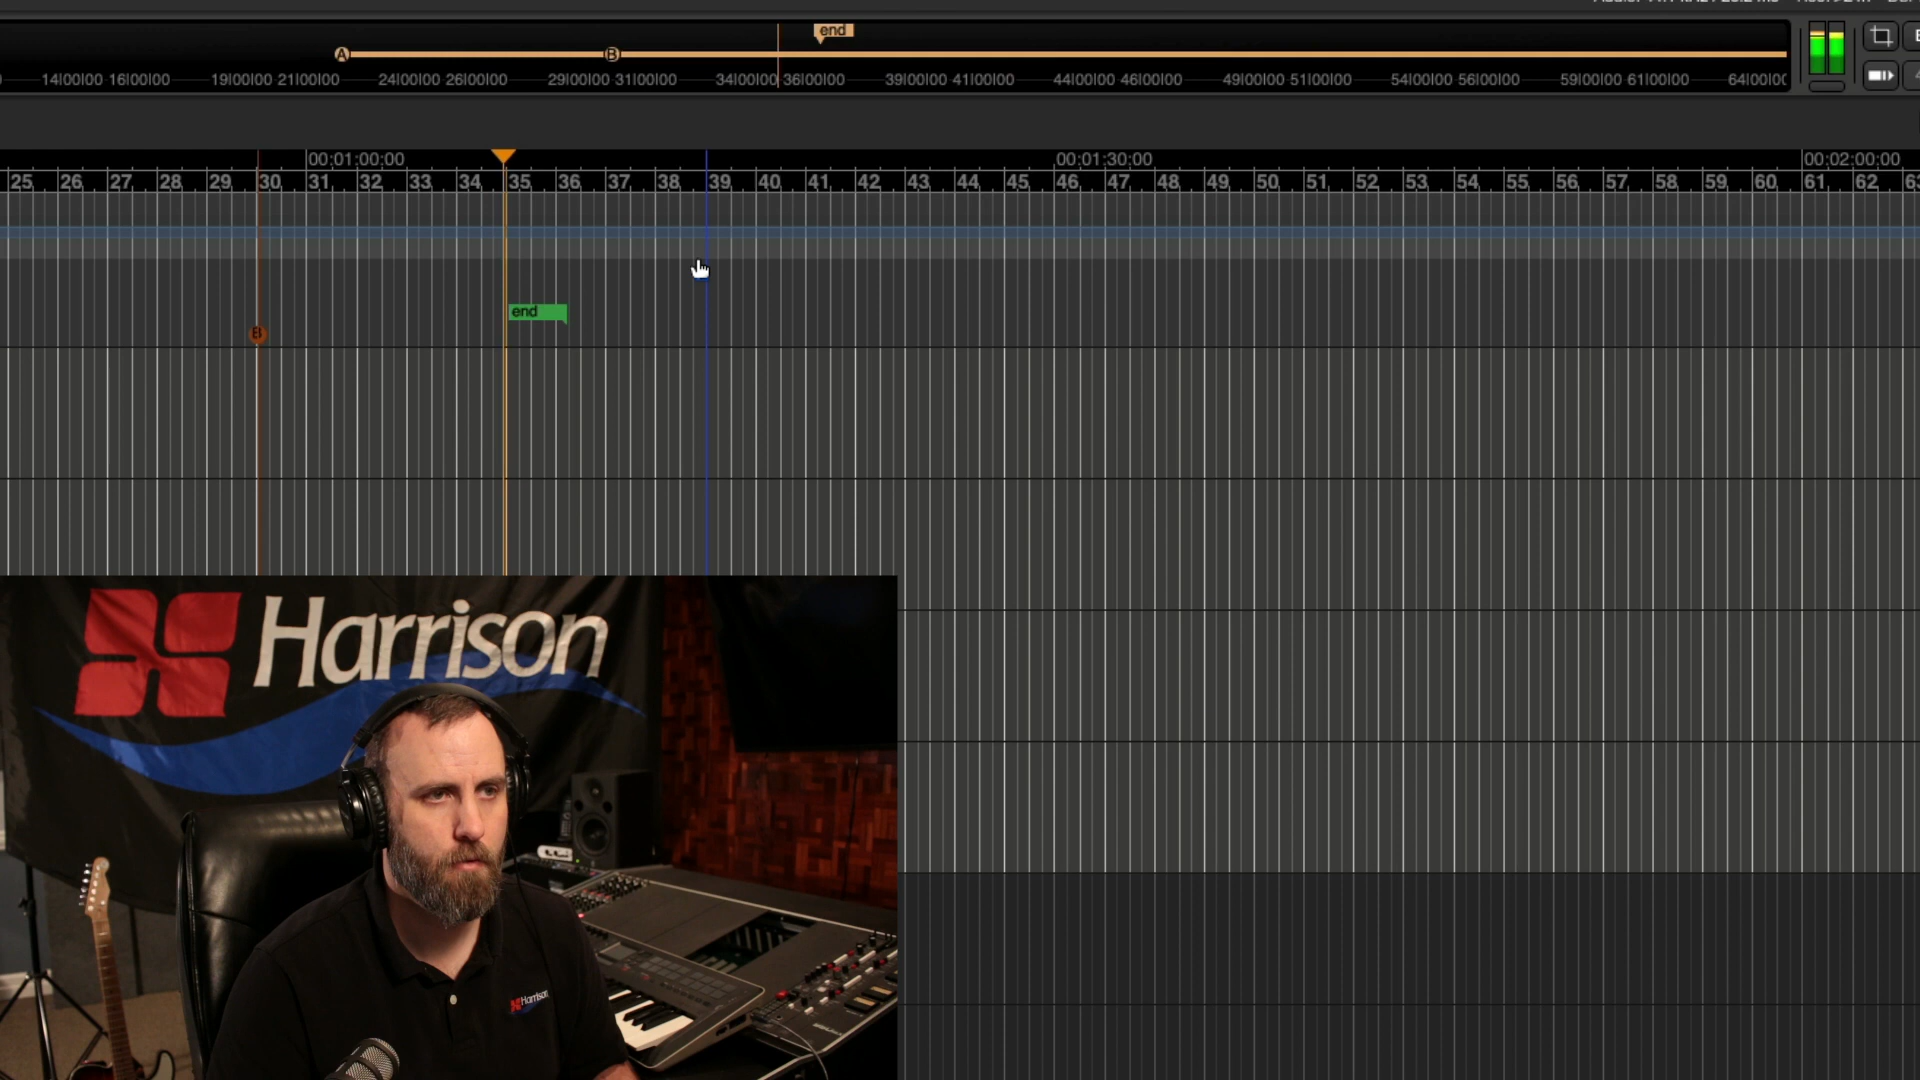 end
A B
14|00|00 16|00|00 19|00|00 21|00|00 24|00|00 26|00|00 29|00|00 31|00|00 34|00|00 36|00|00 39|00|00 41|00|00 44|00|00 46|00|00 49|00|00 51|00|00 54|00|00 56|00|00 59|00|00 61|00|00 64|00|00
00:01:00:00 00:01:30:00 00:02:00:00
25 26 27 28 29 30 31 32 33 34 35 36 37 38 39 40 41 42 43 44 45 46 47 48 49 50 51 52 53 54 55 56 57 58 59 60 61 62 63
end
B
Harrison
Harrison